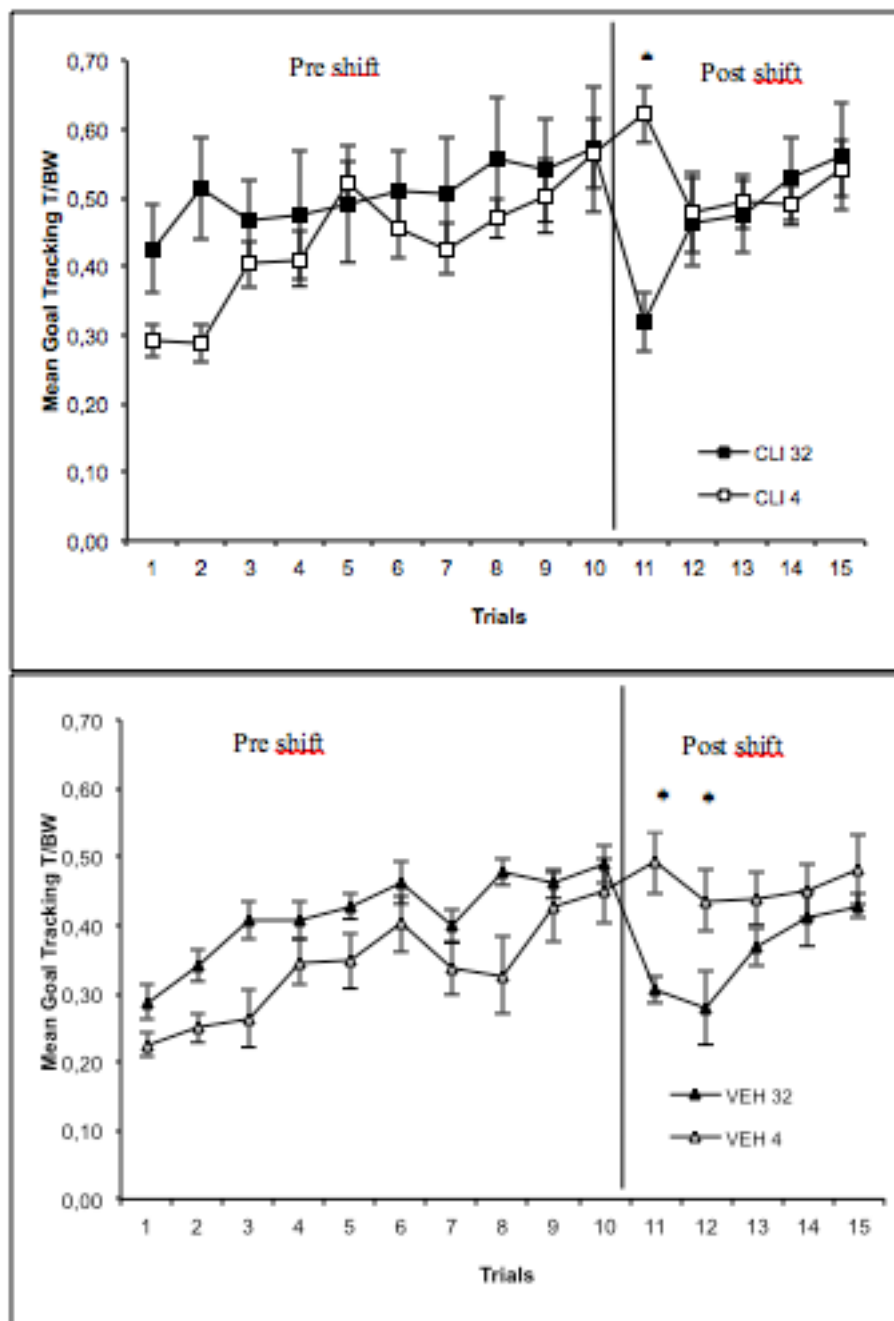 Pre shift
Post shift
*
0,70
0,60
0,50
0,40
0,30
0,20
0,10
0,00
Mean Goal Tracking T/BW
CLI 32
CLI 4
1 2 3 4 5 6 7 8 9 10 11 12 13 14 15
Trials
Pre shift
Post shift
* *
0,70
0,60
0,50
0,40
0,30
0,20
0,10
0,00
Mean Goal Tracking T/BW
VEH 32
VEH 4
1 2 3 4 5 6 7 8 9 10 11 12 13 14 15
Trials